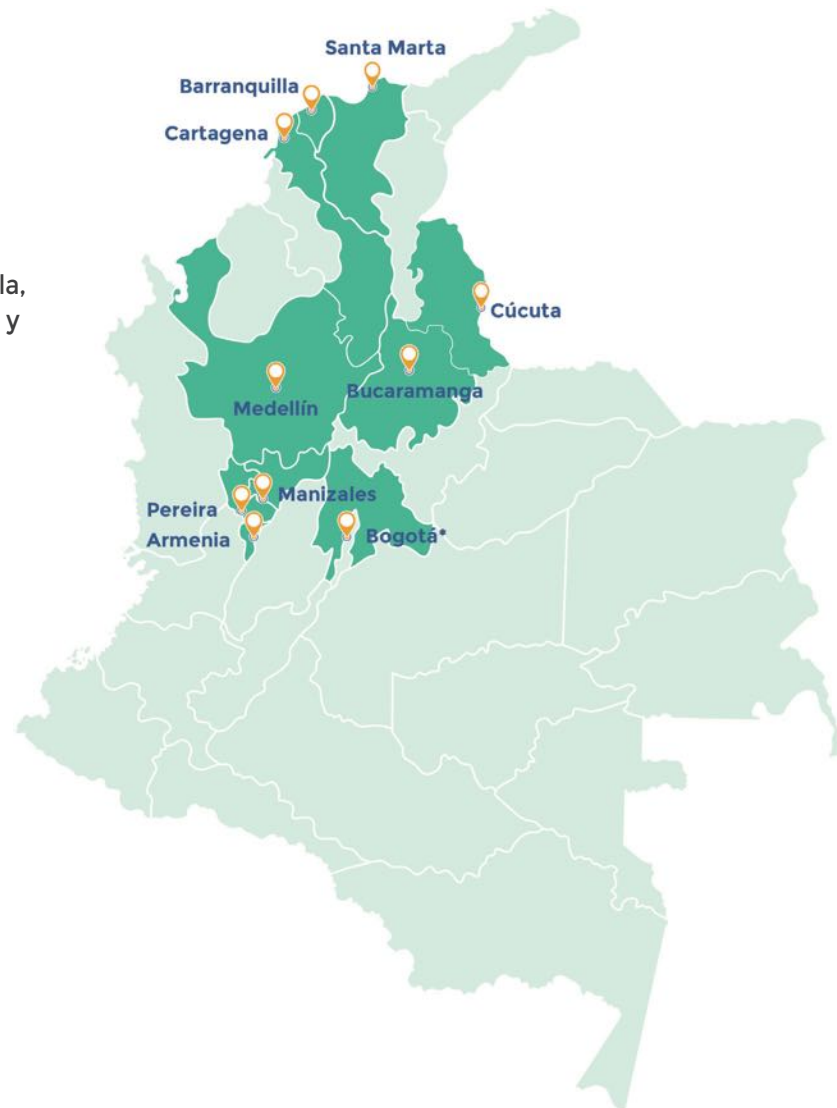 Santa Marta
Barranquilla
Cartagena
la,
y
Cúcuta
Bucaramanga
Medellín
Manizales
Pereira
Armenia
Bogotá*